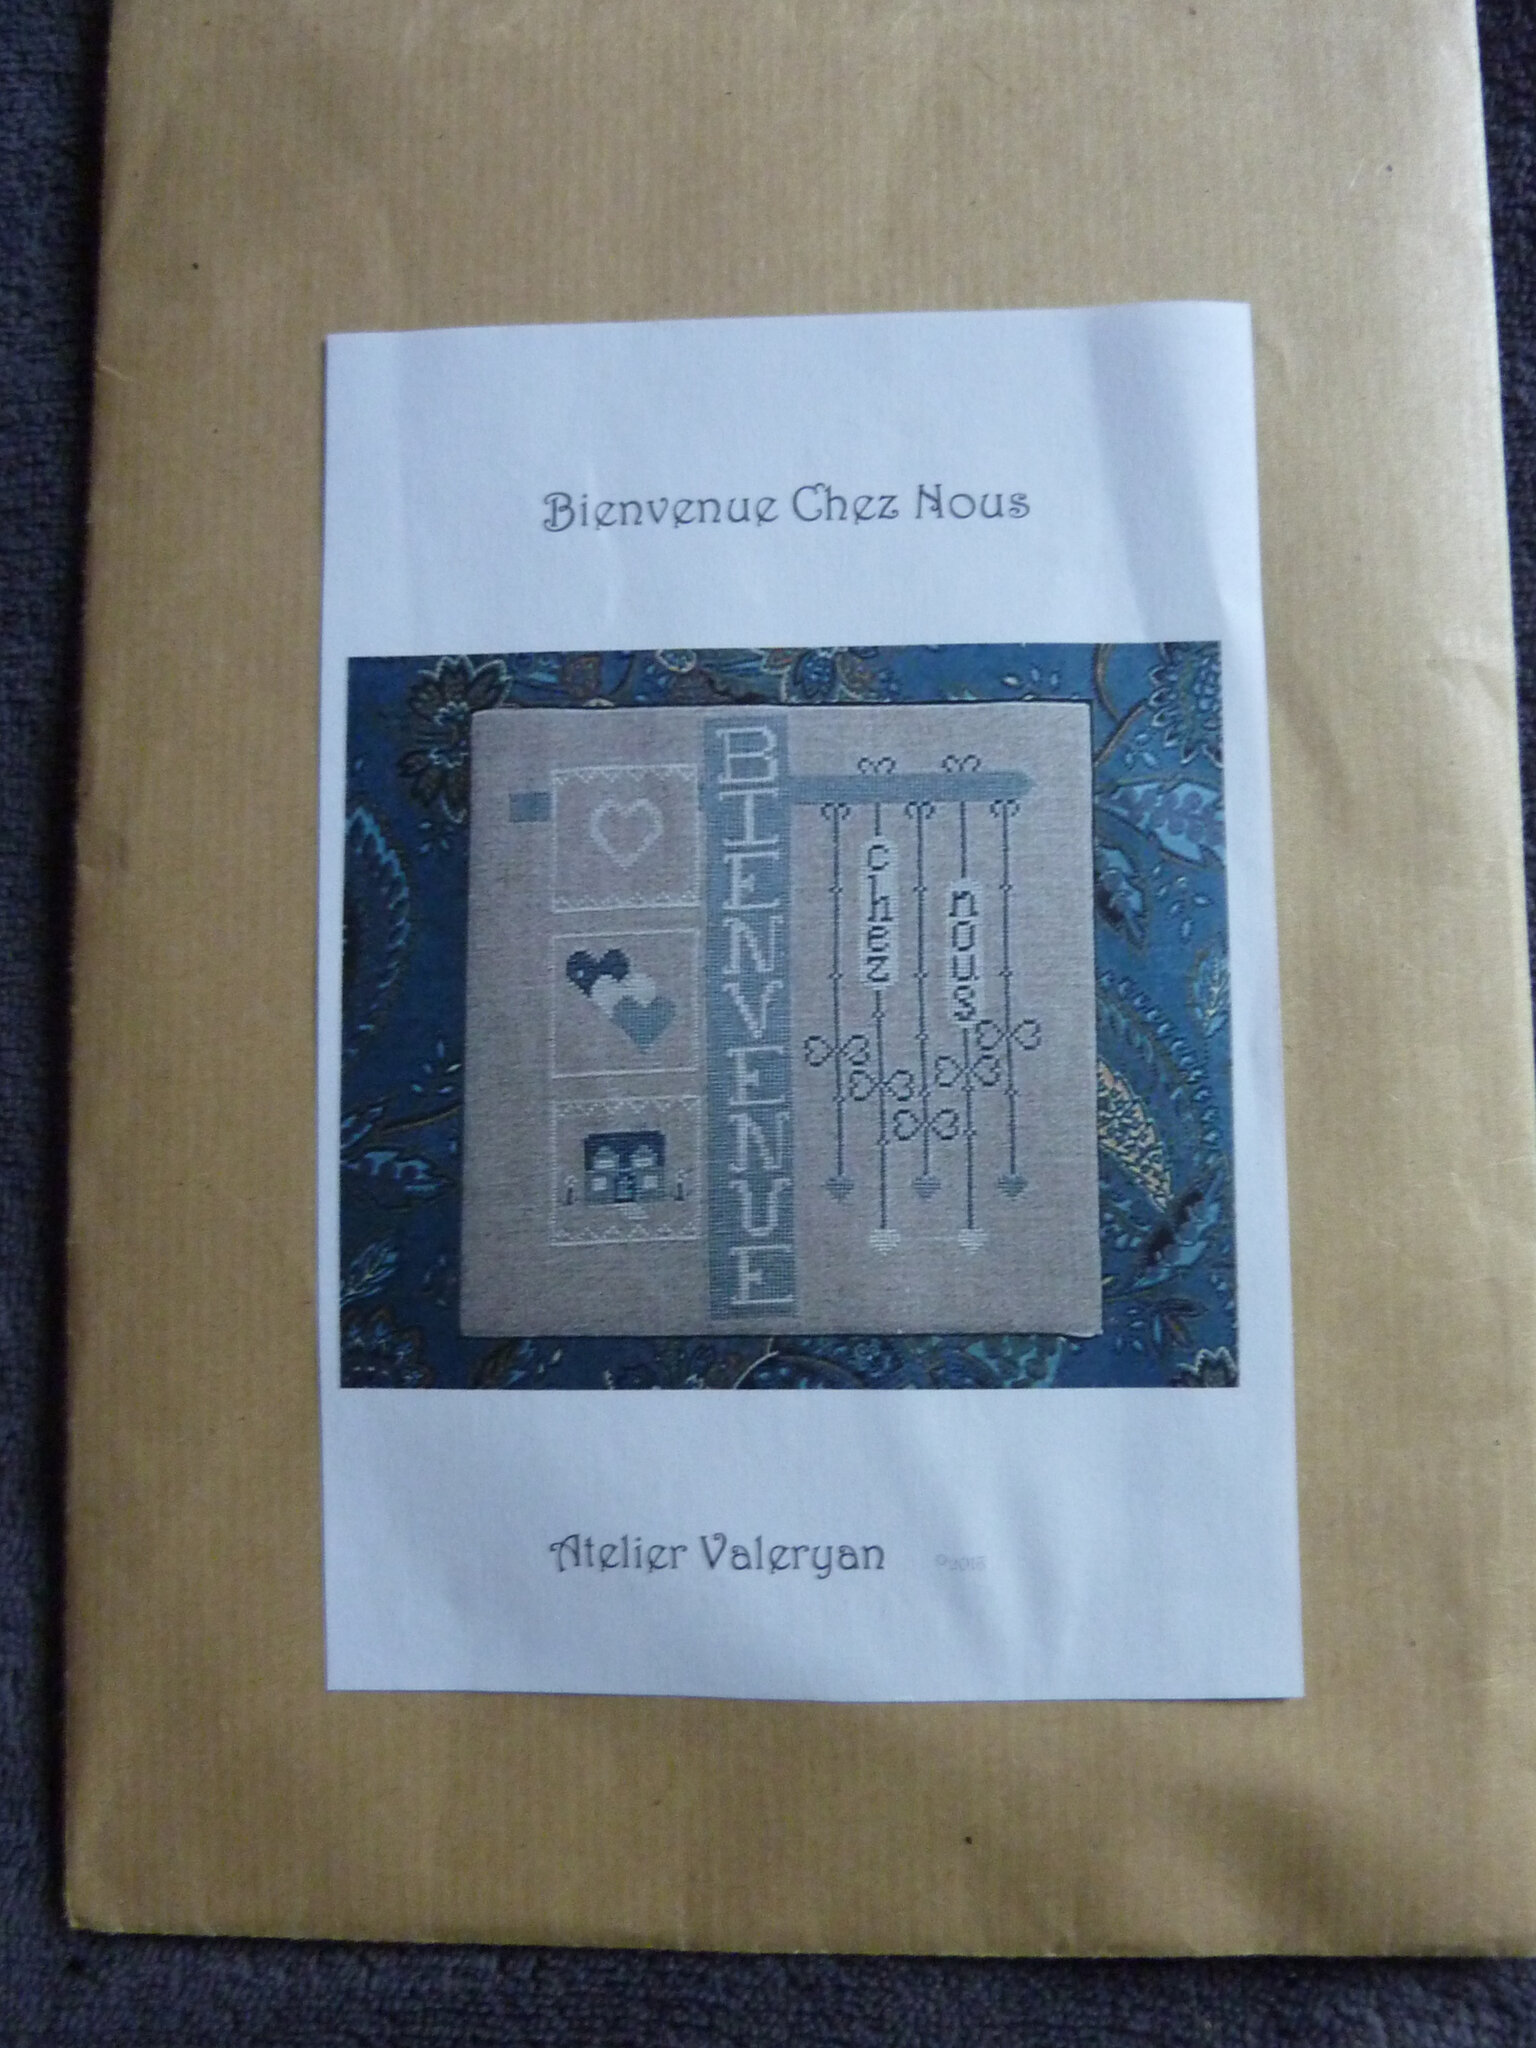 Bienvenue Chez Nous
BIENVENUE
chez
nous
Atelier Valeryan